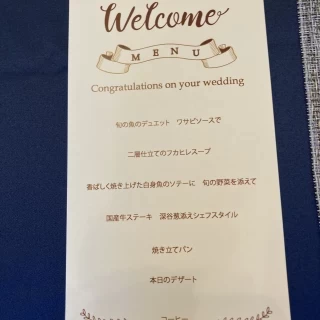 Welcome
MENU
Congratulations on your wedding
旬の魚のデュエット　ワサビソースで
二層仕立てのフカヒレスープ
香ばしく焼き上げた白身魚のソテーに　旬の野菜を添えて
国産牛ステーキ　深谷葱添えシェフスタイル
焼き立てパン
本日のデザート
コーヒー